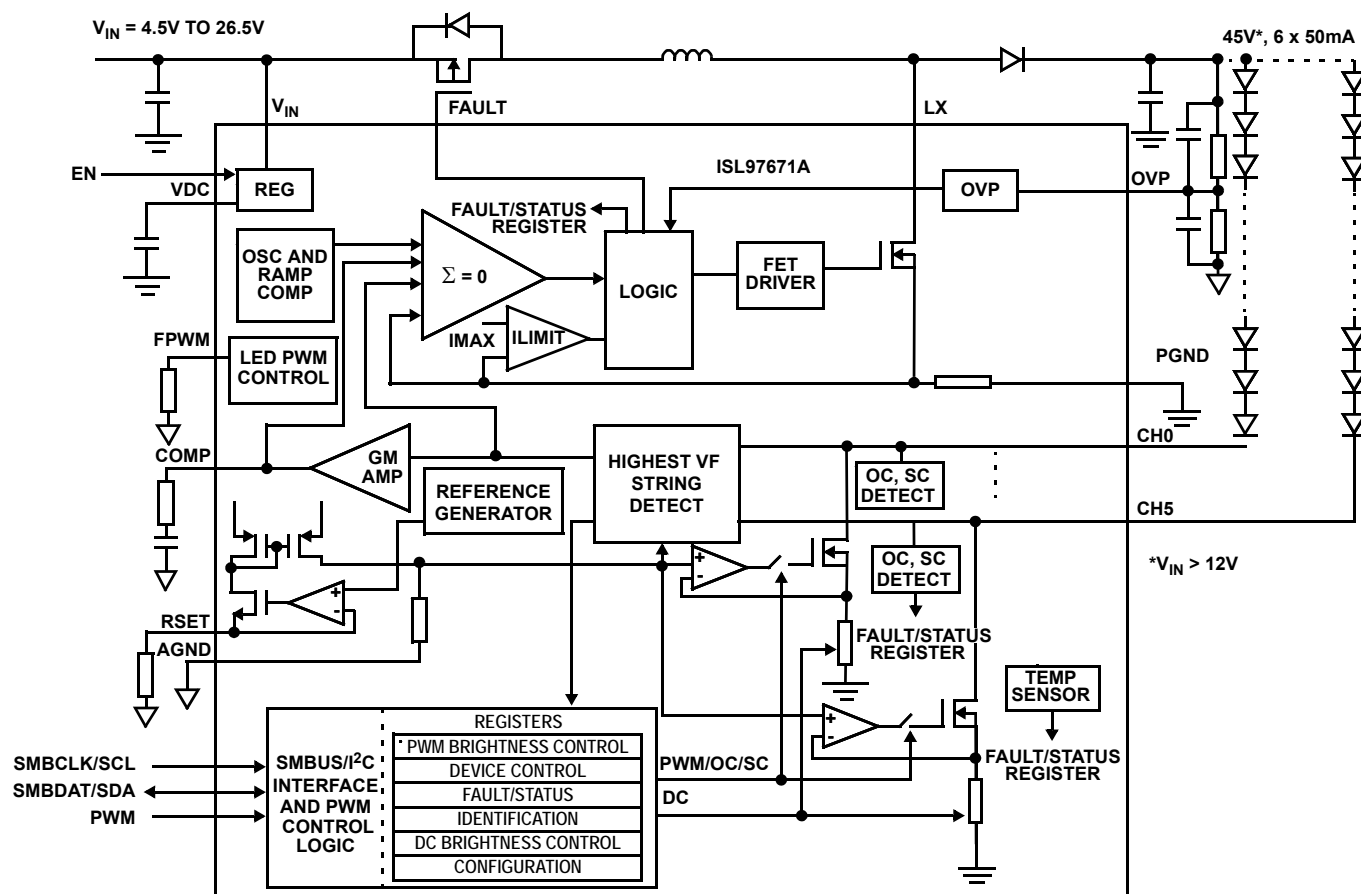 VIN = 4.5V TO 26.5V
45V*, 6 x 50mA
VIN
FAULT
LX
EN
VDC
REG
ISL97671A
OVP
OVP
FAULT/STATUS
REGISTER
OSC AND
RAMP
COMP
Σ = 0
LOGIC
FET
DRIVER
IMAX
ILIMIT
FPWM
LED PWM
CONTROL
PGND
COMP
GM
AMP
HIGHEST VF
STRING
DETECT
CH0
OC, SC
DETECT
REFERENCE
GENERATOR
CH5
+
-
OC, SC
DETECT
*VIN > 12V
+
-
RSET
AGND
FAULT/STATUS
REGISTER
TEMP
SENSOR
+
-
FAULT/STATUS
REGISTER
SMBCLK/SCL
SMBDAT/SDA
PWM
SMBUS/I2C
INTERFACE
AND PWM
CONTROL
LOGIC
REGISTERS
PWM BRIGHTNESS CONTROL
DEVICE CONTROL
FAULT/STATUS
IDENTIFICATION
DC BRIGHTNESS CONTROL
CONFIGURATION
PWM/OC/SC
DC